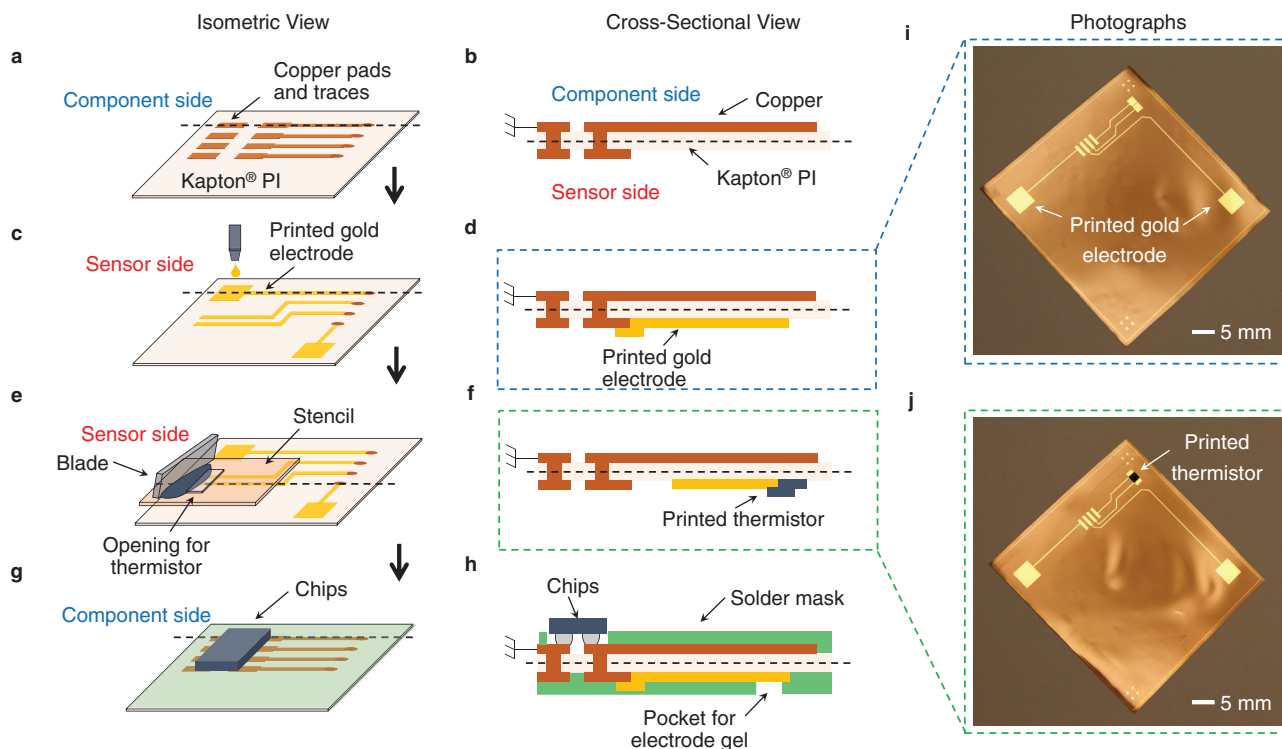 Isometric View
Cross-Sectional View
Photographs
a
Component side
Copper pads
and traces
Kapton® PI
b
Component side
Copper
Sensor side
Kapton® PI
c
Sensor side
Printed gold
electrode
d
Printed gold
electrode
e
Sensor side
Blade
Stencil
Opening for
thermistor
f
Printed thermistor
g
Component side
Chips
h
Chips
Solder mask
Pocket for
electrode gel
i
Printed gold
electrode
5 mm
j
Printed
thermistor
5 mm